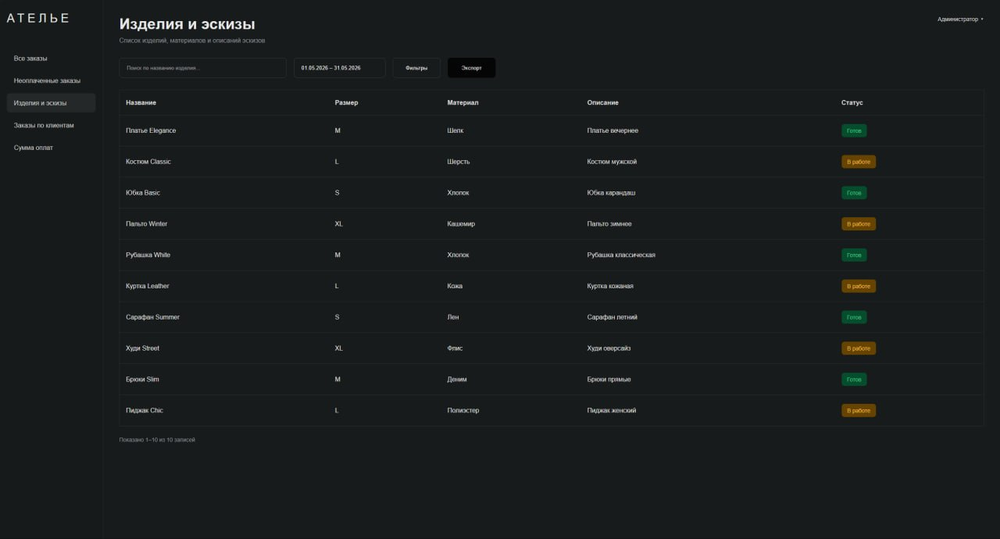 АТЕЛЬЕ
Администратор
Изделия и эскизы
Список изделий, материалов и описаний эскизов
Все заказы
Неоплаченные заказы
Изделия и эскизы
Заказы по клиентам
Сумма оплат
Поиск по названию изделия... 01.05.2026 – 31.05.2026 Фильтры Экспорт
Название Размер Материал Описание Статус
Платье Elegance M Шелк Платье вечернее Готов
Костюм Classic L Шерсть Костюм мужской В работе
Юбка Basic S Хлопок Юбка карандаш Готов
Пальто Winter XL Кашемир Пальто зимнее В работе
Рубашка White M Хлопок Рубашка классическая Готов
Куртка Leather L Кожа Куртка кожаная В работе
Сарафан Summer S Лен Сарафан летний Готов
Худи Street XL Флис Худи оверсайз В работе
Брюки Slim M Деним Брюки прямые Готов
Пиджак Chic L Полиэстер Пиджак женский В работе
Показано 1–10 из 10 записей